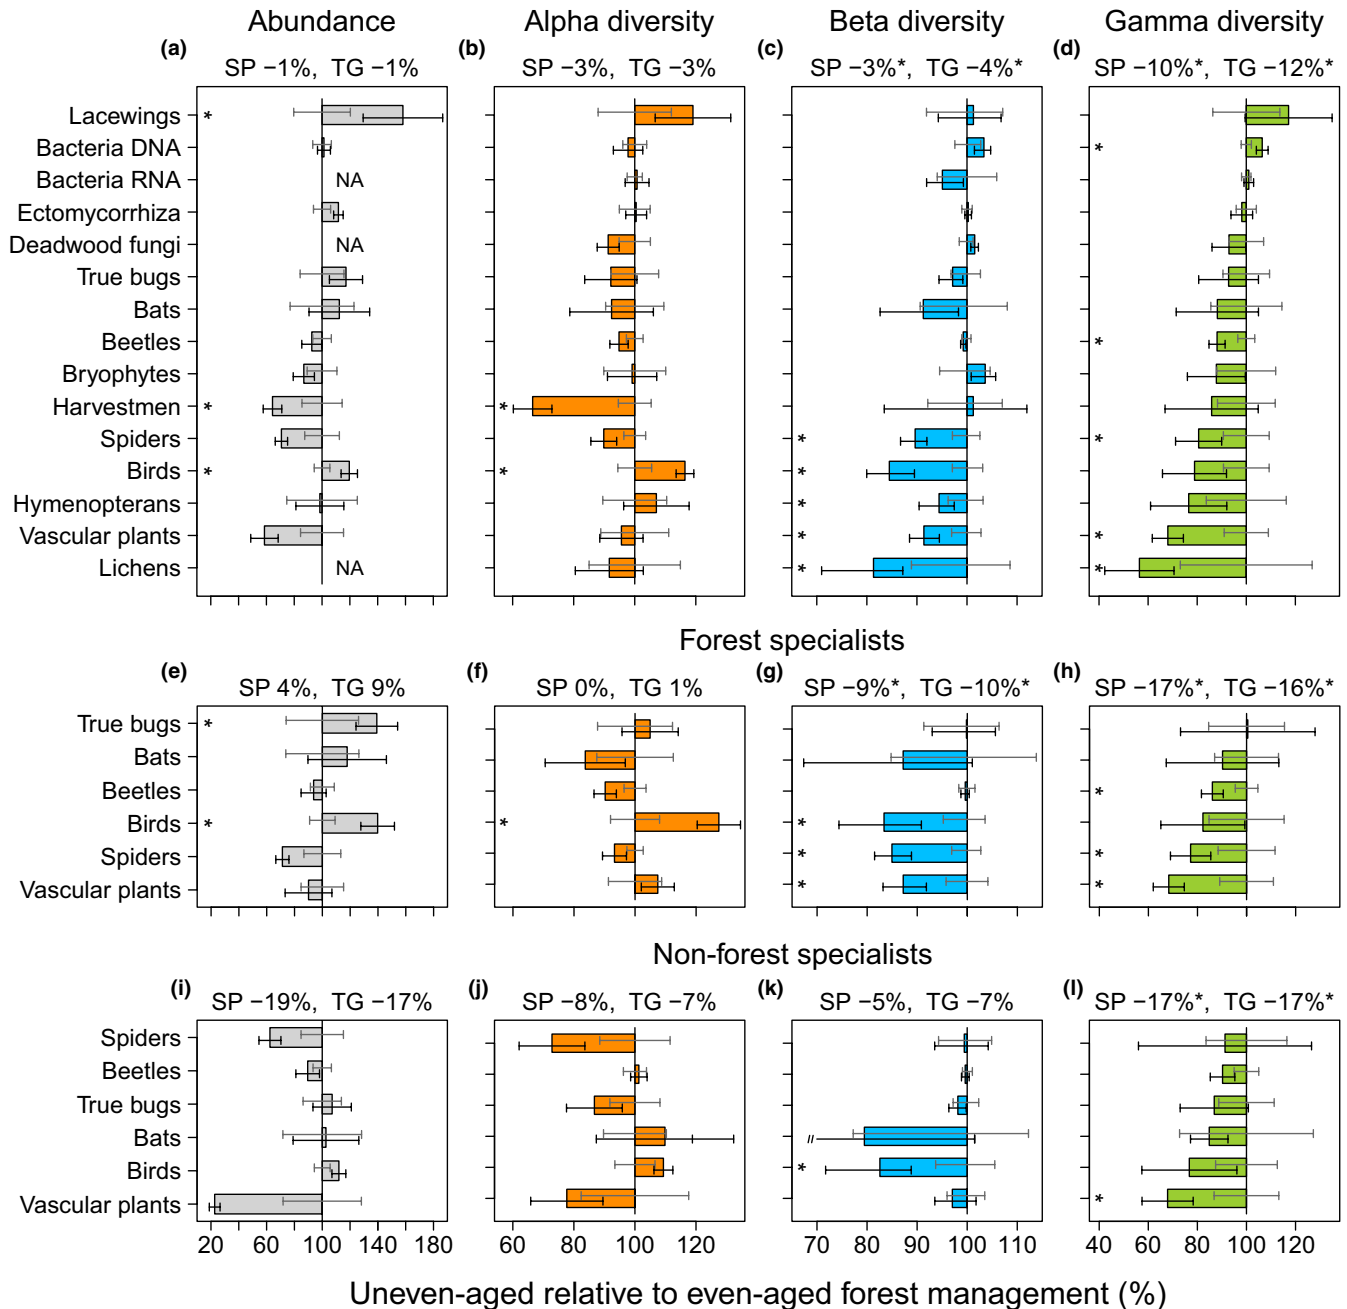 Abundance Alpha diversity Beta diversity Gamma diversity
(a) (b) (c) (d)
SP −1%, TG −1% SP −3%, TG −3% SP −3%*, TG −4%* SP −10%*, TG −12%*
Lacewings *
Bacteria DNA *
Bacteria RNA NA
Ectomycorrhiza
Deadwood fungi NA
True bugs
Bats
Beetles *
Bryophytes
Harvestmen * *
Spiders * *
Birds * * *
Hymenopterans *
Vascular plants * *
Lichens NA * *
Forest specialists
(e) (f) (g) (h)
SP 4%, TG 9% SP 0%, TG 1% SP −9%*, TG −10%* SP −17%*, TG −16%*
True bugs *
Bats
Beetles *
Birds * * *
Spiders * *
Vascular plants * *
Non-forest specialists
(i) (j) (k) (l)
SP −19%, TG −17% SP −8%, TG −7% SP −5%, TG −7% SP −17%*, TG −17%*
Spiders
Beetles
True bugs
Bats //
Birds *
Vascular plants *
20 60 100 140 180 60 80 100 120 70 80 90 100 110 40 60 80 100 120
Uneven-aged relative to even-aged forest management (%)